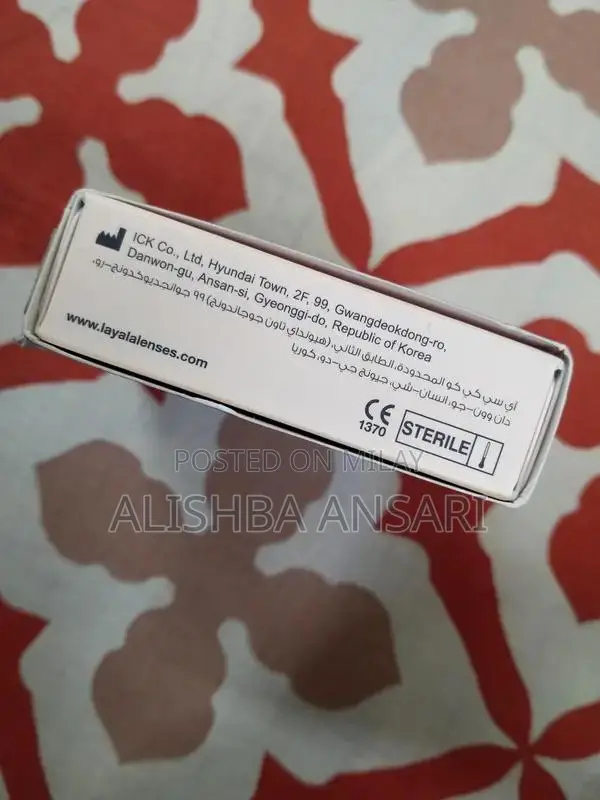 ICK Co., Ltd, Hyundai Town, 2F, 99, Gwangdeokdong-ro,
Danwon-gu, Ansan-si, Gyeonggi-do, Republic of Korea
آي سي كي كو المحدودة، الطابق الثاني، (هيونداي تاون جوجاندونج) ٩٩ جوانجديوكدونج-رو،
دان وون-جو، انسان-شي، جيونج جي-دو، كوريا
www.layalalenses.com
CE
1370
STERILE
POSTED ON MILAY
ALISHBA ANSARI